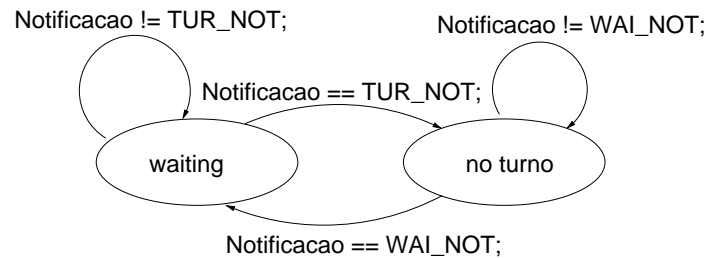 Notificacao != TUR_NOT;
Notificacao != WAI_NOT;
Notificacao == TUR_NOT;
waiting
no turno
Notificacao == WAI_NOT;